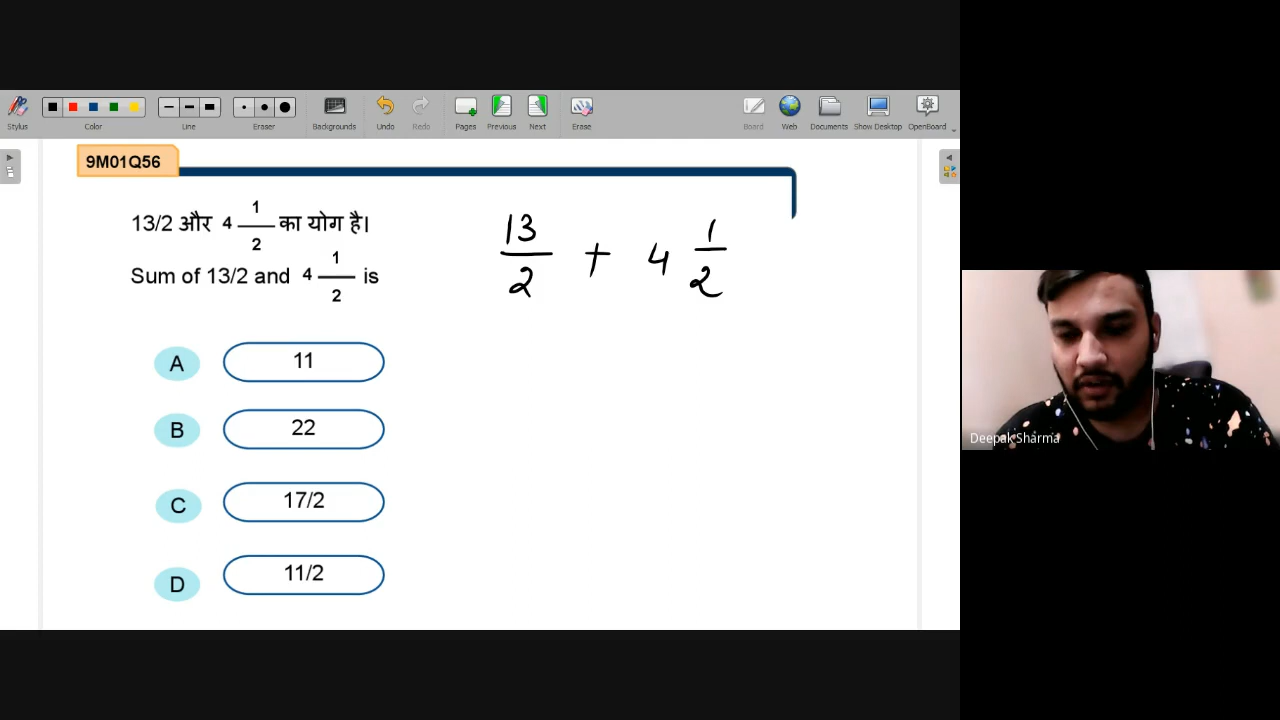 Stylus
Color
Line
Eraser
Backgrounds
Undo
Redo
Pages
Previous
Next
Erase
Board
Web
Documents
Show Desktop
OpenBoard
9M01Q56
13/2 और 4 1/2 का योग है।
Sum of 13/2 and 4 1/2 is
13/2 + 4 1/2
A 11
B 22
C 17/2
D 11/2
Deepak Sharma